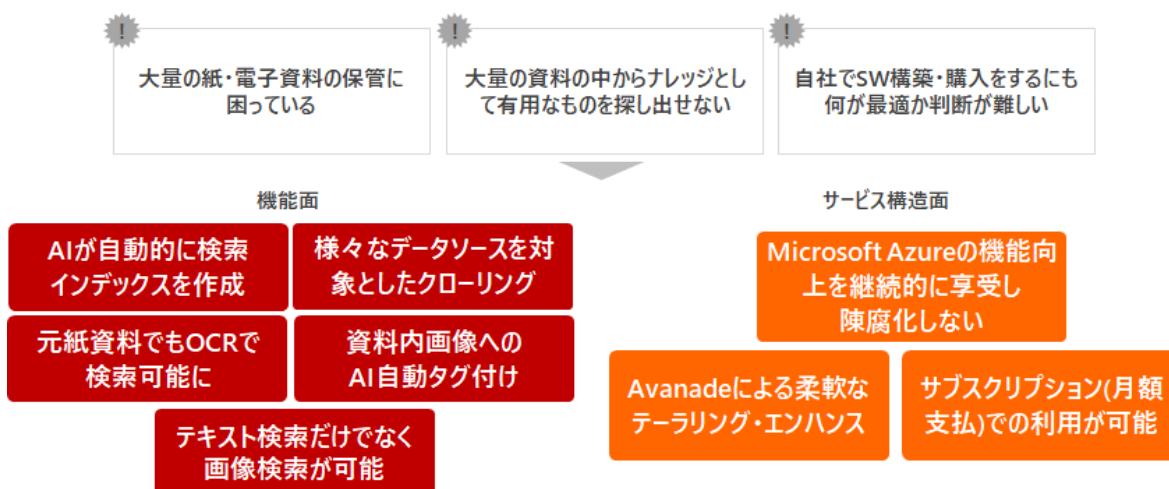 !
大量の紙・電子資料の保管に
困っている
!
大量の資料の中からナレッジとし
て有用なものを探し出せない
!
自社でSW構築・購入をするにも
何が最適か判断が難しい
機能面
AIが自動的に検索
インデックスを作成
様々なデータソースを対
象としたクローリング
元紙資料でもOCRで
検索可能に
資料内画像への
AI自動タグ付け
テキスト検索だけでなく
画像検索が可能
サービス構造面
Microsoft Azureの機能向
上を継続的に享受し
陳腐化しない
Avanadeによる柔軟な
テーラリング・エンハンス
サブスクリプション(月額
支払)での利用が可能